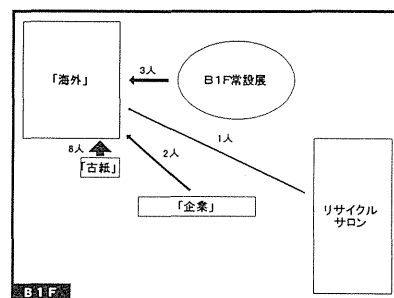 「海外」
3人
B1F常設展
8人
「古紙」
2人
1人
「企業」
リサイクル
サロン
B1F